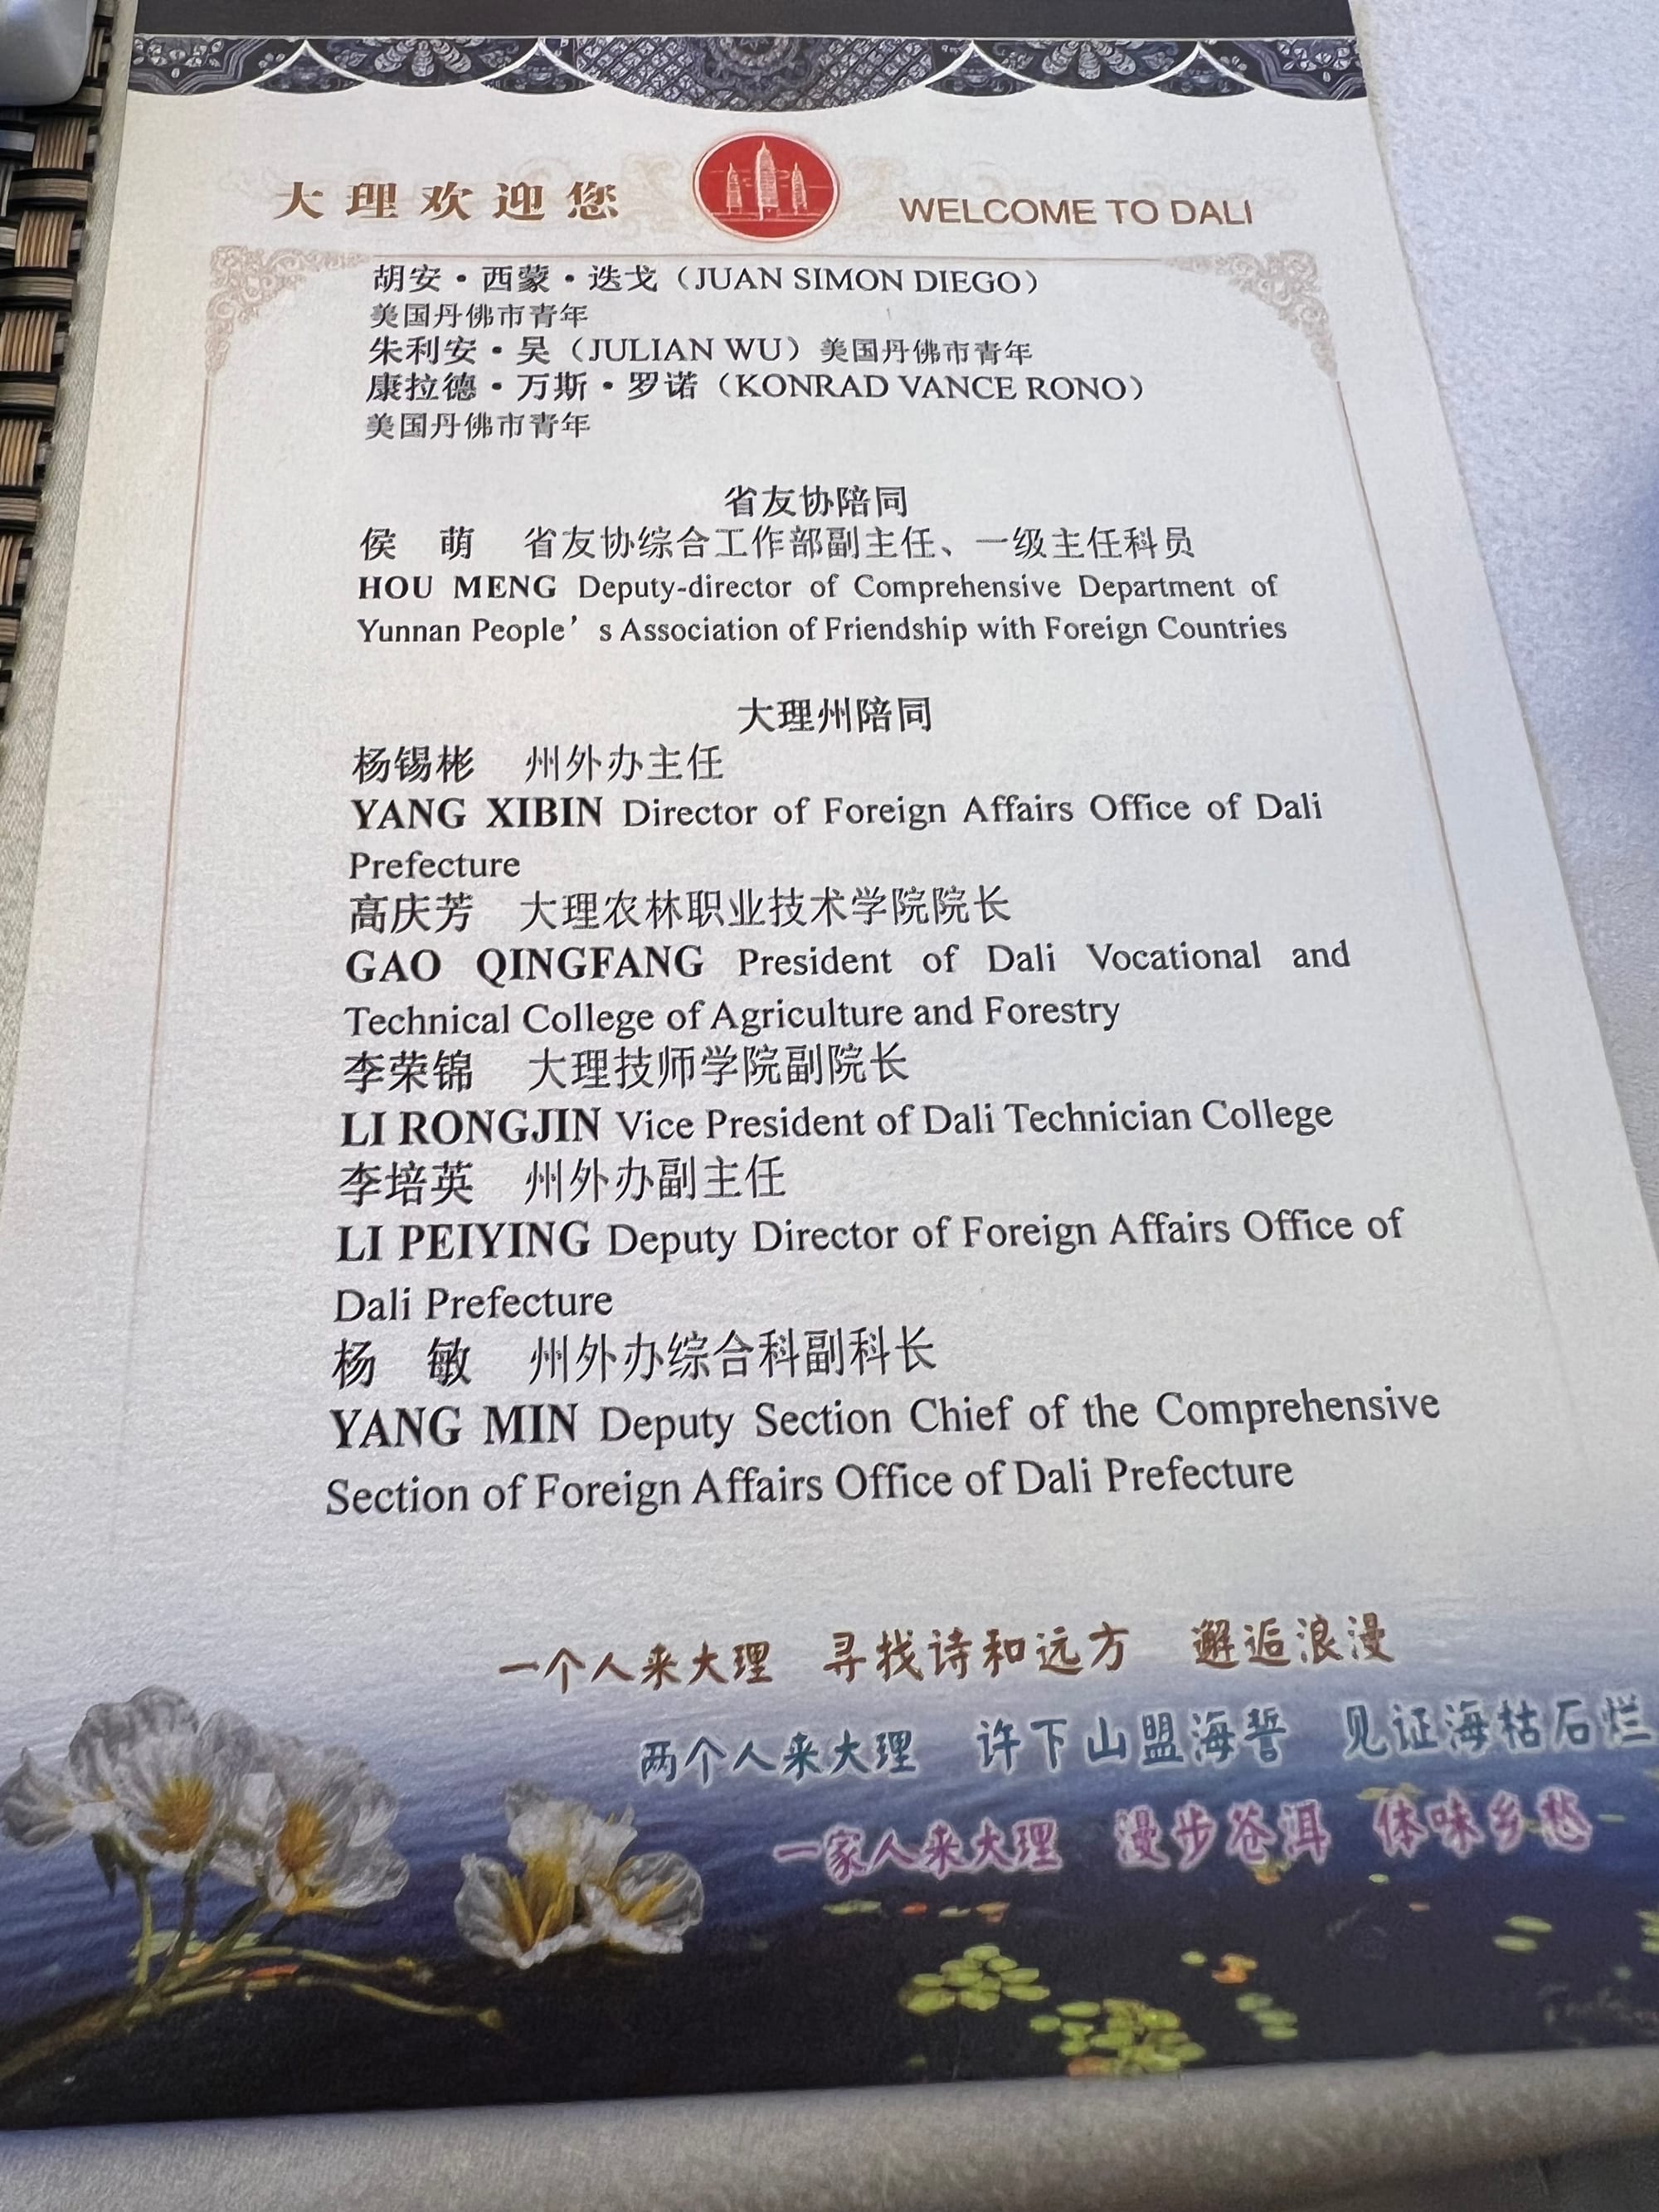 大理欢迎您
WELCOME TO DALI
胡安·西蒙·迭戈（JUAN SIMON DIEGO）
美国丹佛市青年
朱利安·吴（JULIAN WU）美国丹佛市青年
康拉德·万斯·罗诺（KONRAD VANCE RONO）
美国丹佛市青年
省友协陪同
侯　萌　省友协综合工作部副主任、一级主任科员
HOU MENG Deputy-director of Comprehensive Department of
Yunnan People’s Association of Friendship with Foreign Countries
大理州陪同
杨锡彬　州外办主任
YANG XIBIN Director of Foreign Affairs Office of Dali
Prefecture
高庆芳　大理农林职业技术学院院长
GAO QINGFANG President of Dali Vocational and
Technical College of Agriculture and Forestry
李荣锦　大理技师学院副院长
LI RONGJIN Vice President of Dali Technician College
李培英　州外办副主任
LI PEIYING Deputy Director of Foreign Affairs Office of
Dali Prefecture
杨　敏　州外办综合科副科长
YANG MIN Deputy Section Chief of the Comprehensive
Section of Foreign Affairs Office of Dali Prefecture
一个人来大理　寻找诗和远方　邂逅浪漫
两个人来大理　许下山盟海誓　见证海枯石烂
一家人来大理　漫步苍洱　体味乡愁